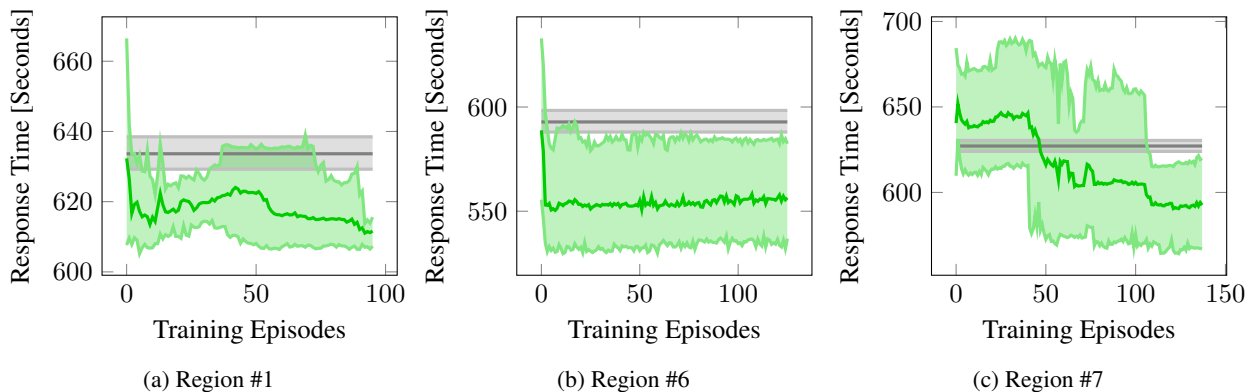 Response Time [Seconds]
660
640
620
600
0
50
100
Training Episodes
(a) Region #1
Response Time [Seconds]
600
550
0
50
100
Training Episodes
(b) Region #6
Response Time [Seconds]
700
650
600
0
50
100
150
Training Episodes
(c) Region #7